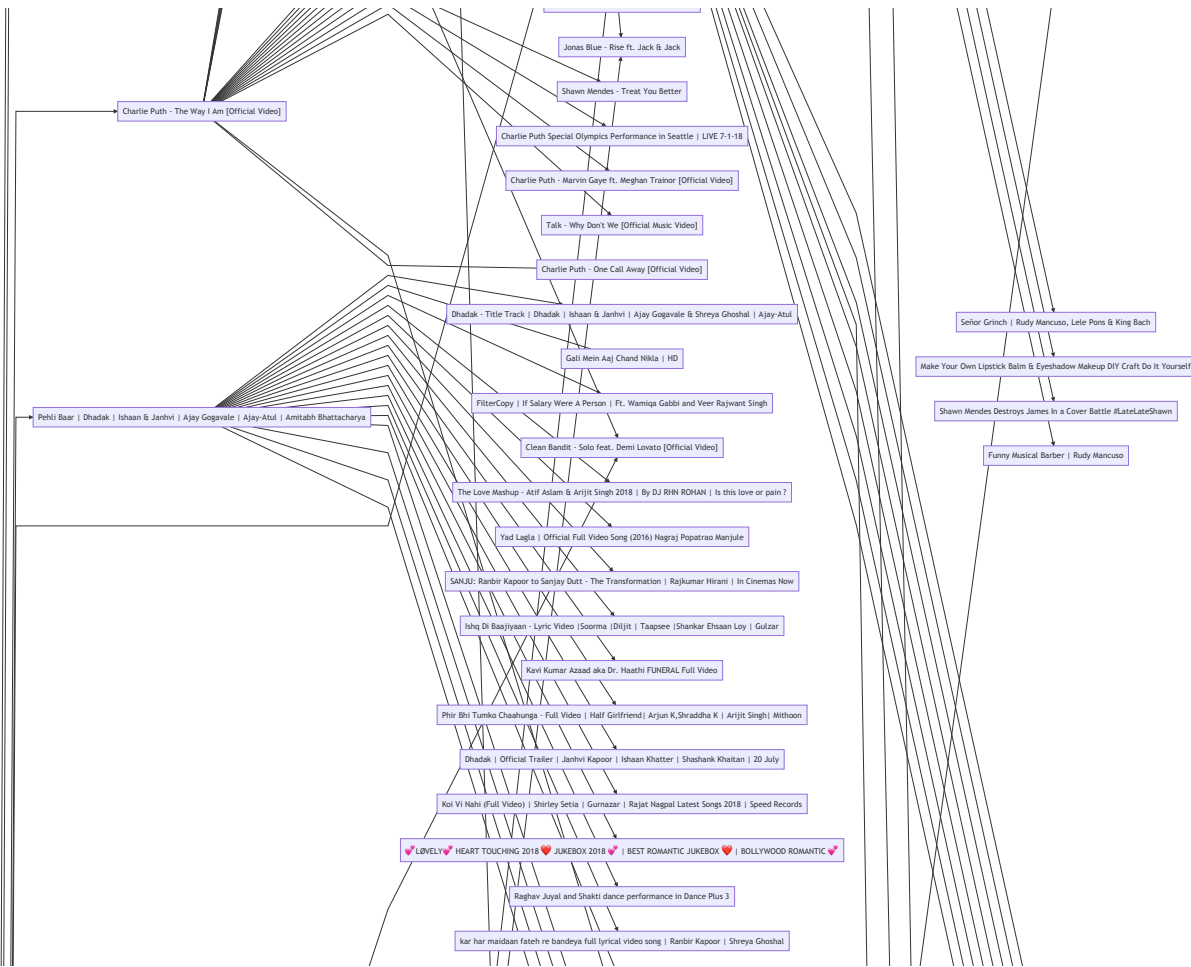 Jonas Blue - Rise ft. Jack & Jack
Shawn Mendes - Treat You Better
Charlie Puth - The Way I Am [Official Video]
Charlie Puth Special Olympics Performance in Seattle | LIVE 7-1-18
Charlie Puth - Marvin Gaye ft. Meghan Trainor [Official Video]
Talk - Why Don't We [Official Music Video]
Charlie Puth - One Call Away [Official Video]
Dhadak - Title Track | Dhadak | Ishaan & Janhvi | Ajay Gogavale & Shreya Ghoshal | Ajay-Atul
Señor Grinch | Rudy Mancuso, Lele Pons & King Bach
Gali Mein Aaj Chand Nikla | HD
Make Your Own Lipstick Balm & Eyeshadow Makeup DIY Craft Do It Yourself
FilterCopy | If Salary Were A Person | Ft. Wamiqa Gabbi and Veer Rajwant Singh
Shawn Mendes Destroys James In a Cover Battle #LateLateShawn
Pehli Baar | Dhadak | Ishaan & Janhvi | Ajay Gogavale | Ajay-Atul | Amitabh Bhattacharya
Clean Bandit - Solo feat. Demi Lovato [Official Video]
Funny Musical Barber | Rudy Mancuso
The Love Mashup - Atif Aslam & Arijit Singh 2018 | By DJ RHN ROHAN | Is this love or pain ?
Yad Lagla | Official Full Video Song (2016) Nagraj Popatrao Manjule
SANJU: Ranbir Kapoor to Sanjay Dutt - The Transformation | Rajkumar Hirani | In Cinemas Now
Ishq Di Baajiyaan - Lyric Video |Soorma |Diljit | Taapsee |Shankar Ehsaan Loy | Gulzar
Kavi Kumar Azaad aka Dr. Haathi FUNERAL Full Video
Phir Bhi Tumko Chaahunga - Full Video | Half Girlfriend| Arjun K,Shraddha K | Arijit Singh| Mithoon
Dhadak | Official Trailer | Janhvi Kapoor | Ishaan Khatter | Shashank Khaitan | 20 July
Koi Vi Nahi (Full Video) | Shirley Setia | Gurnazar | Rajat Nagpal Latest Songs 2018 | Speed Records
💕LØVELY💕 HEART TOUCHING 2018 ❤️ JUKEBOX 2018 💕 | BEST ROMANTIC JUKEBOX ❤️ | BOLLYWOOD ROMANTIC 💕
Raghav Juyal and Shakti dance performance in Dance Plus 3
kar har maidaan fateh re bandeya full lyrical video song | Ranbir Kapoor | Shreya Ghoshal